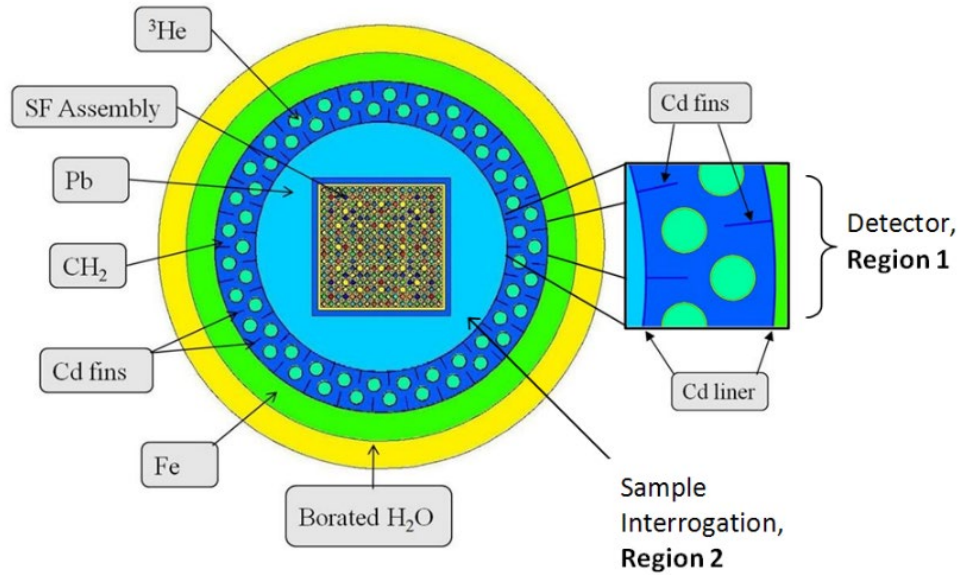 ³He
SF Assembly
Pb
CH₂
Cd fins
Fe
Borated H₂O
Cd fins
Cd liner
Detector,
Region 1
Sample
Interrogation,
Region 2